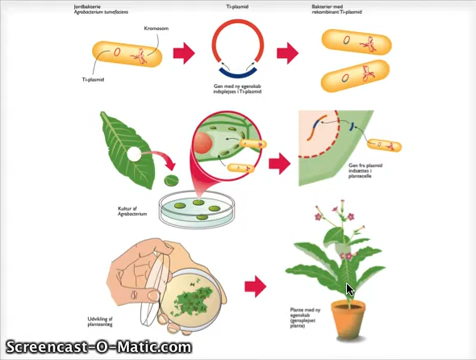 Jordbakterie
Agrobacterium tumefaciens
Kromosom
Ti-plasmid
Ti-plasmid
Gen med ny egenskab
indsplejses i Ti-plasmid
Bakterier med
rekombinant Ti-plasmid
Kultur af
Agrobacterium
Gen fra plasmid
indsættes i
plantecelle
Udvikling af
planteanlæg
Plante med ny
egenskab
(gensplejset
plante)
Screencast-O-Matic.com